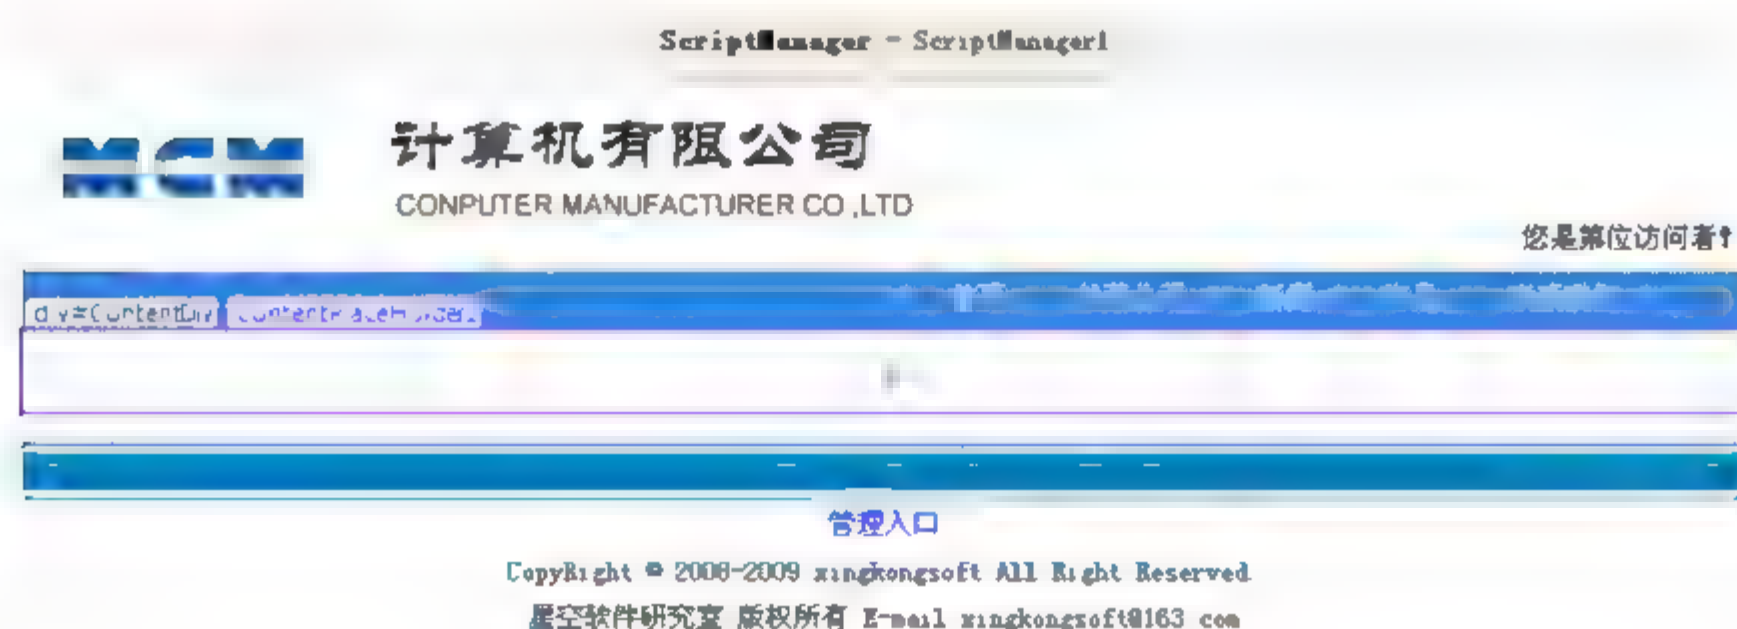 ScriptManager - ScriptManager1
计算机有限公司
CONPUTER MANUFACTURER CO ,LTD
您是第位访问者!
div#ContentDiv ContentPlaceHolder1
管理入口
CopyRight © 2008-2009 xingkongsoft All Right Reserved
星空软件研究室 版权所有 E-mail xingkongsoft@163 com